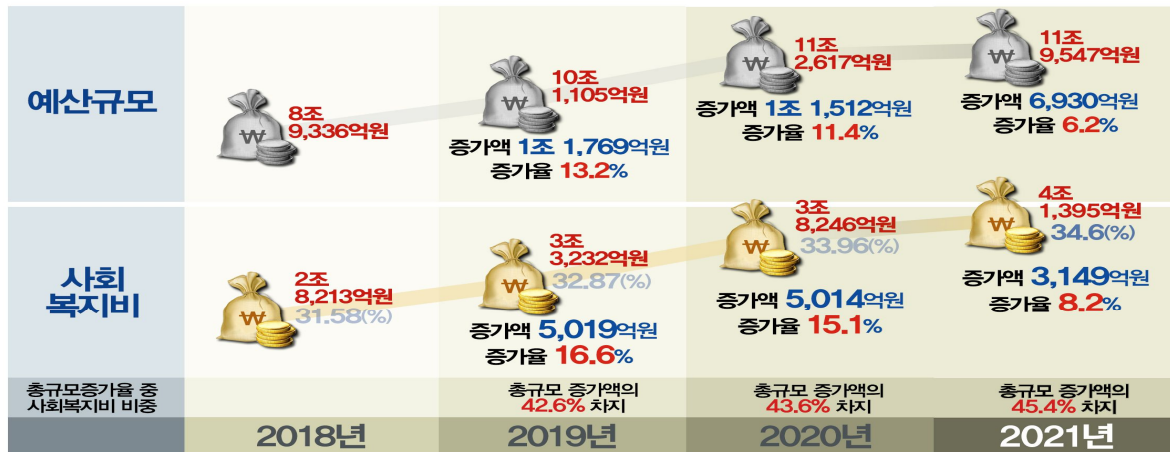 예산규모
8조
9,336억원
10조
1,105억원
증가액 1조 1,769억원
증가율 13.2%
11조
2,617억원
증가액 1조 1,512억원
증가율 11.4%
11조
9,547억원
증가액 6,930억원
증가율 6.2%
사회
복지비
2조
8,213억원
31.58(%)
3조
3,232억원
32.87(%)
증가액 5,019억원
증가율 16.6%
3조
8,246억원
33.96(%)
증가액 5,014억원
증가율 15.1%
4조
1,395억원
34.6(%)
증가액 3,149억원
증가율 8.2%
총규모증가율 중
사회복지비 비중
총규모 증가액의
42.6% 차지
총규모 증가액의
43.6% 차지
총규모 증가액의
45.4% 차지
2018년
2019년
2020년
2021년